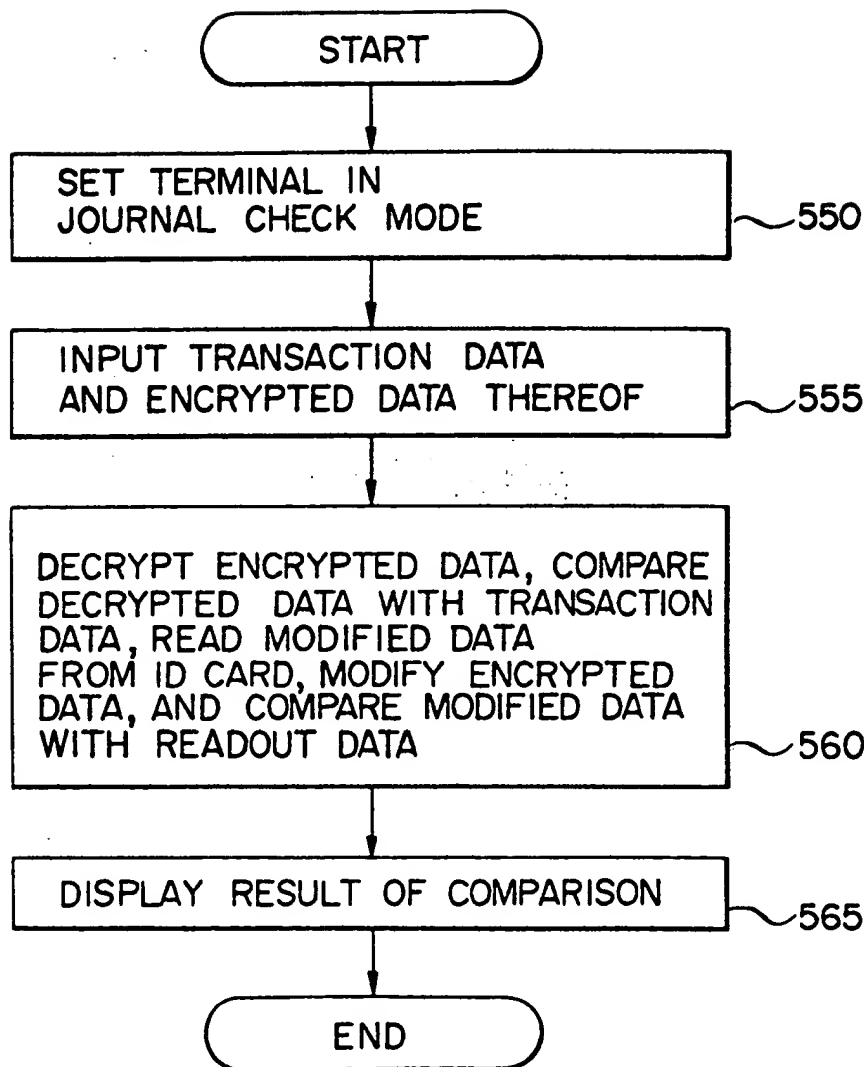 START
SET TERMINAL IN
JOURNAL CHECK MODE
550
INPUT TRANSACTION DATA
AND ENCRYPTED DATA THEREOF
555
DECRYPT ENCRYPTED DATA, COMPARE
DECRYPTED DATA WITH TRANSACTION
DATA, READ MODIFIED DATA
FROM ID CARD, MODIFY ENCRYPTED
DATA, AND COMPARE MODIFIED DATA
WITH READOUT DATA
560
DISPLAY RESULT OF COMPARISON
565
END